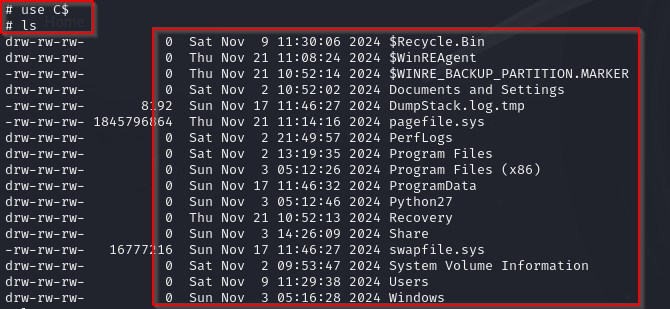 # use C$
# ls
drw-rw-rw-          0  Sat Nov  9 11:30:06 2024 $Recycle.Bin
drw-rw-rw-          0  Thu Nov 21 11:08:24 2024 $WinREAgent
-rw-rw-rw-          0  Thu Nov 21 10:52:14 2024 $WINRE_BACKUP_PARTITION.MARKER
drw-rw-rw-          0  Sat Nov  2 10:52:02 2024 Documents and Settings
-rw-rw-rw-       8192  Sun Nov 17 11:46:27 2024 DumpStack.log.tmp
-rw-rw-rw- 1845796864  Thu Nov 21 11:14:16 2024 pagefile.sys
drw-rw-rw-          0  Sat Nov  2 21:49:57 2024 PerfLogs
drw-rw-rw-          0  Sat Nov  2 13:19:35 2024 Program Files
drw-rw-rw-          0  Sun Nov  3 05:12:26 2024 Program Files (x86)
drw-rw-rw-          0  Sun Nov 17 11:46:32 2024 ProgramData
drw-rw-rw-          0  Sun Nov  3 05:12:46 2024 Python27
drw-rw-rw-          0  Thu Nov 21 10:52:13 2024 Recovery
drw-rw-rw-          0  Sun Nov  3 14:26:09 2024 Share
-rw-rw-rw-   16777216  Sun Nov 17 11:46:27 2024 swapfile.sys
drw-rw-rw-          0  Sat Nov  2 09:53:47 2024 System Volume Information
drw-rw-rw-          0  Sat Nov  9 11:29:38 2024 Users
drw-rw-rw-          0  Sun Nov  3 05:16:28 2024 Windows